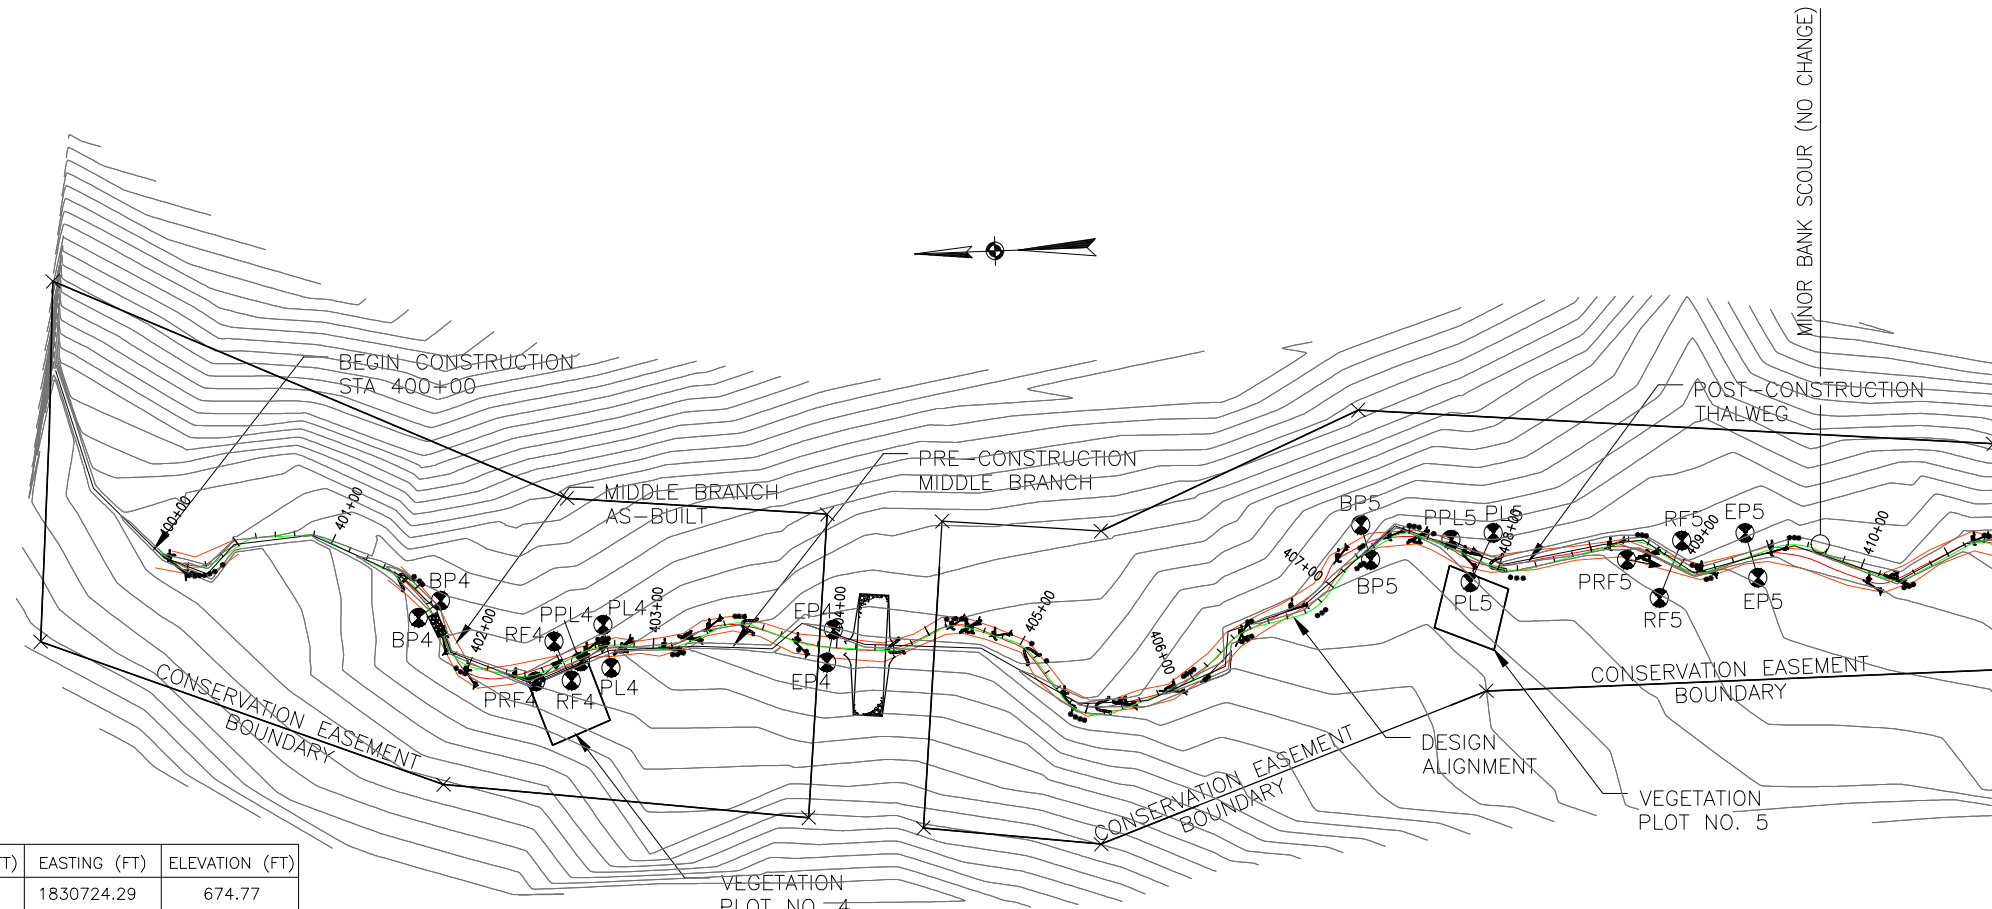 MINOR BANK SCOUR (NO CHANGE)
BEGIN CONSTRUCTION
STA 400+00
POST-CONSTRUCTION
THALWEG
PRE-CONSTRUCTION
MIDDLE BRANCH
MIDDLE BRANCH
AS-BUILT
400+00
401+00
402+00
403+00
404+00
405+00
406+00
407+00
408+00
409+00
410+00
BP4
BP4
RF4
PPL4
PL4
PRF4
RF4
PL4
EP4
EP4
BP5
BP5
PPL5
PL5
PL5
PRF5
RF5
RF5
EP5
EP5
CONSERVATION EASEMENT
BOUNDARY
CONSERVATION EASEMENT
BOUNDARY
CONSERVATION EASEMENT
BOUNDARY
DESIGN
ALIGNMENT
VEGETATION
PLOT NO. 5
VEGETATION
PLOT NO. 4
T) EASTING (FT) ELEVATION (FT)
1830724.29 674.77